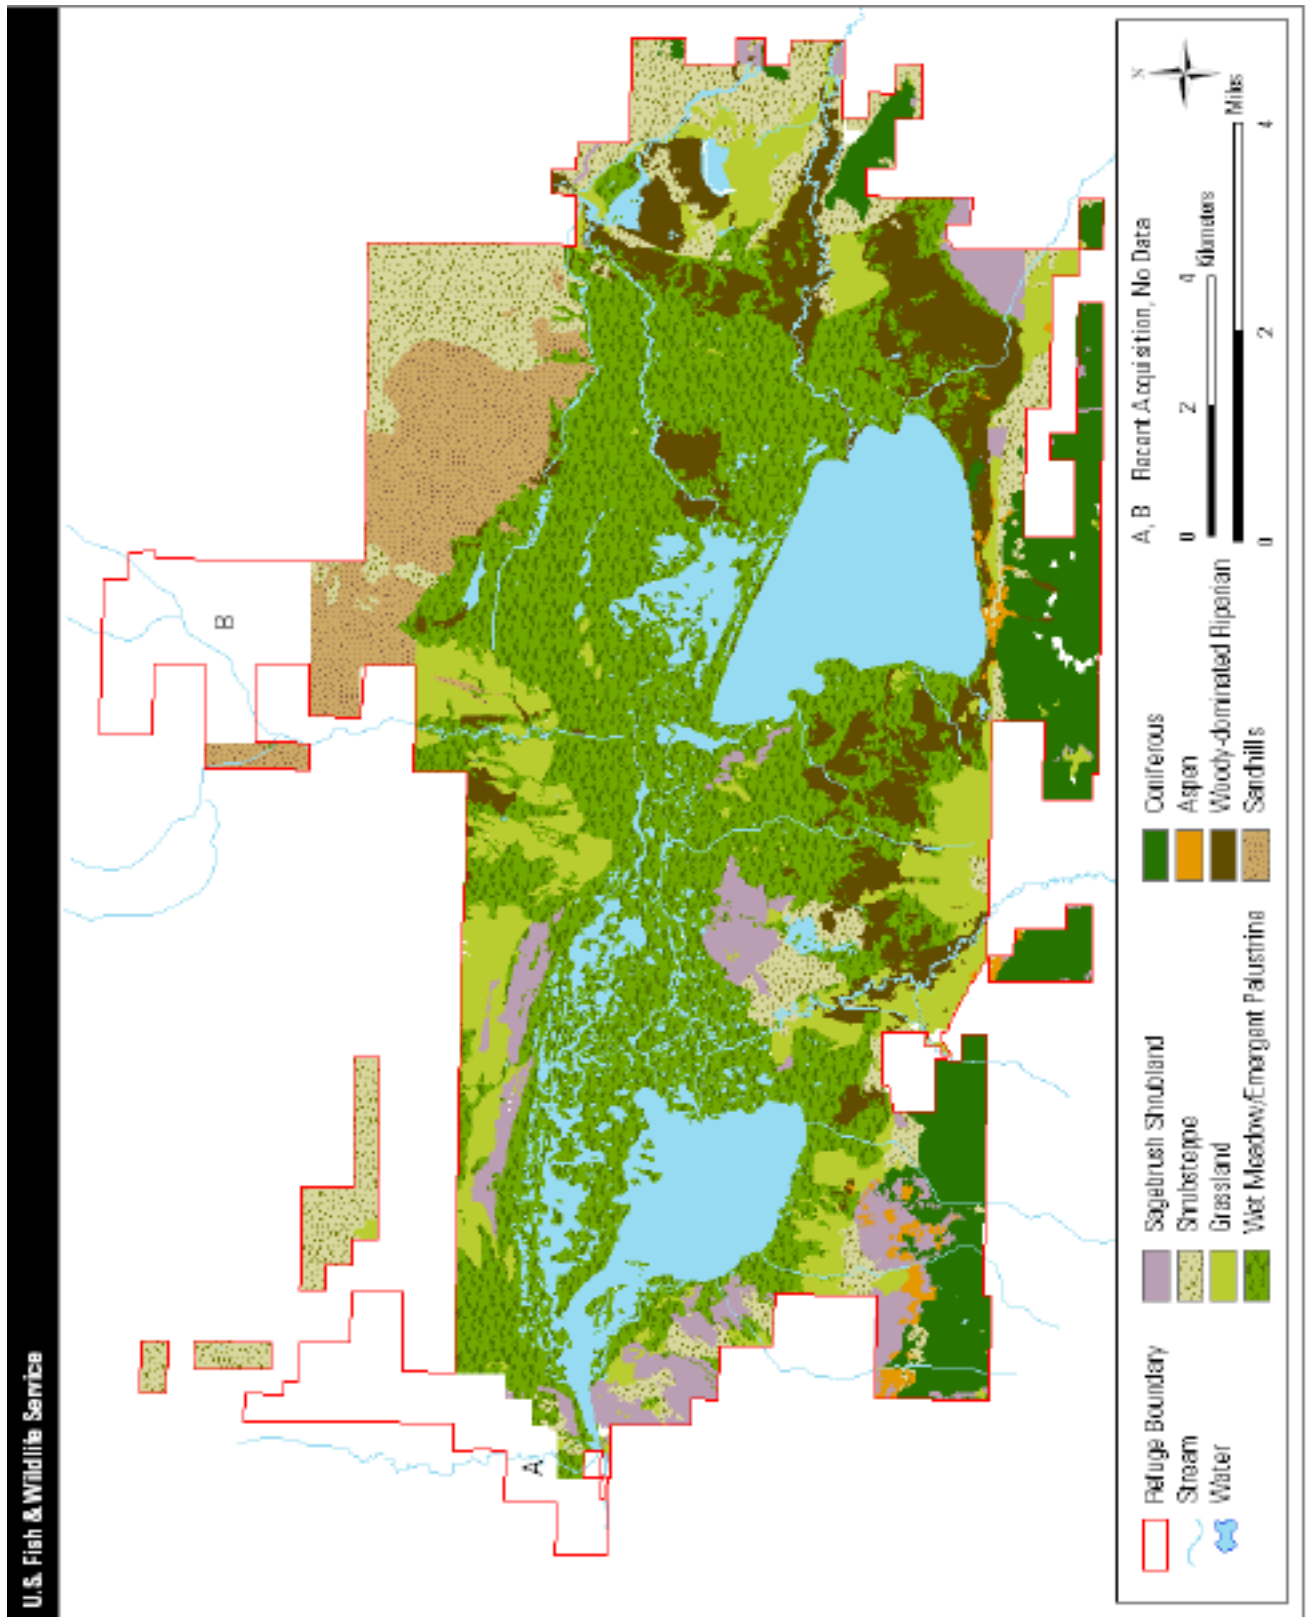 U.S. Fish & Wildlife Service
A
B
Refuge Boundary
Stream
Water
Sagebrush Shrubland
Shrubsteppe
Grassland
Wet Meadow/Emergent Palustrine
Coniferous
Aspen
Woody-dominated Riparian
Sandhills
A, B Recent Acquisition, No Data
0 2 4 Kilometers
0 2 4 Miles
N